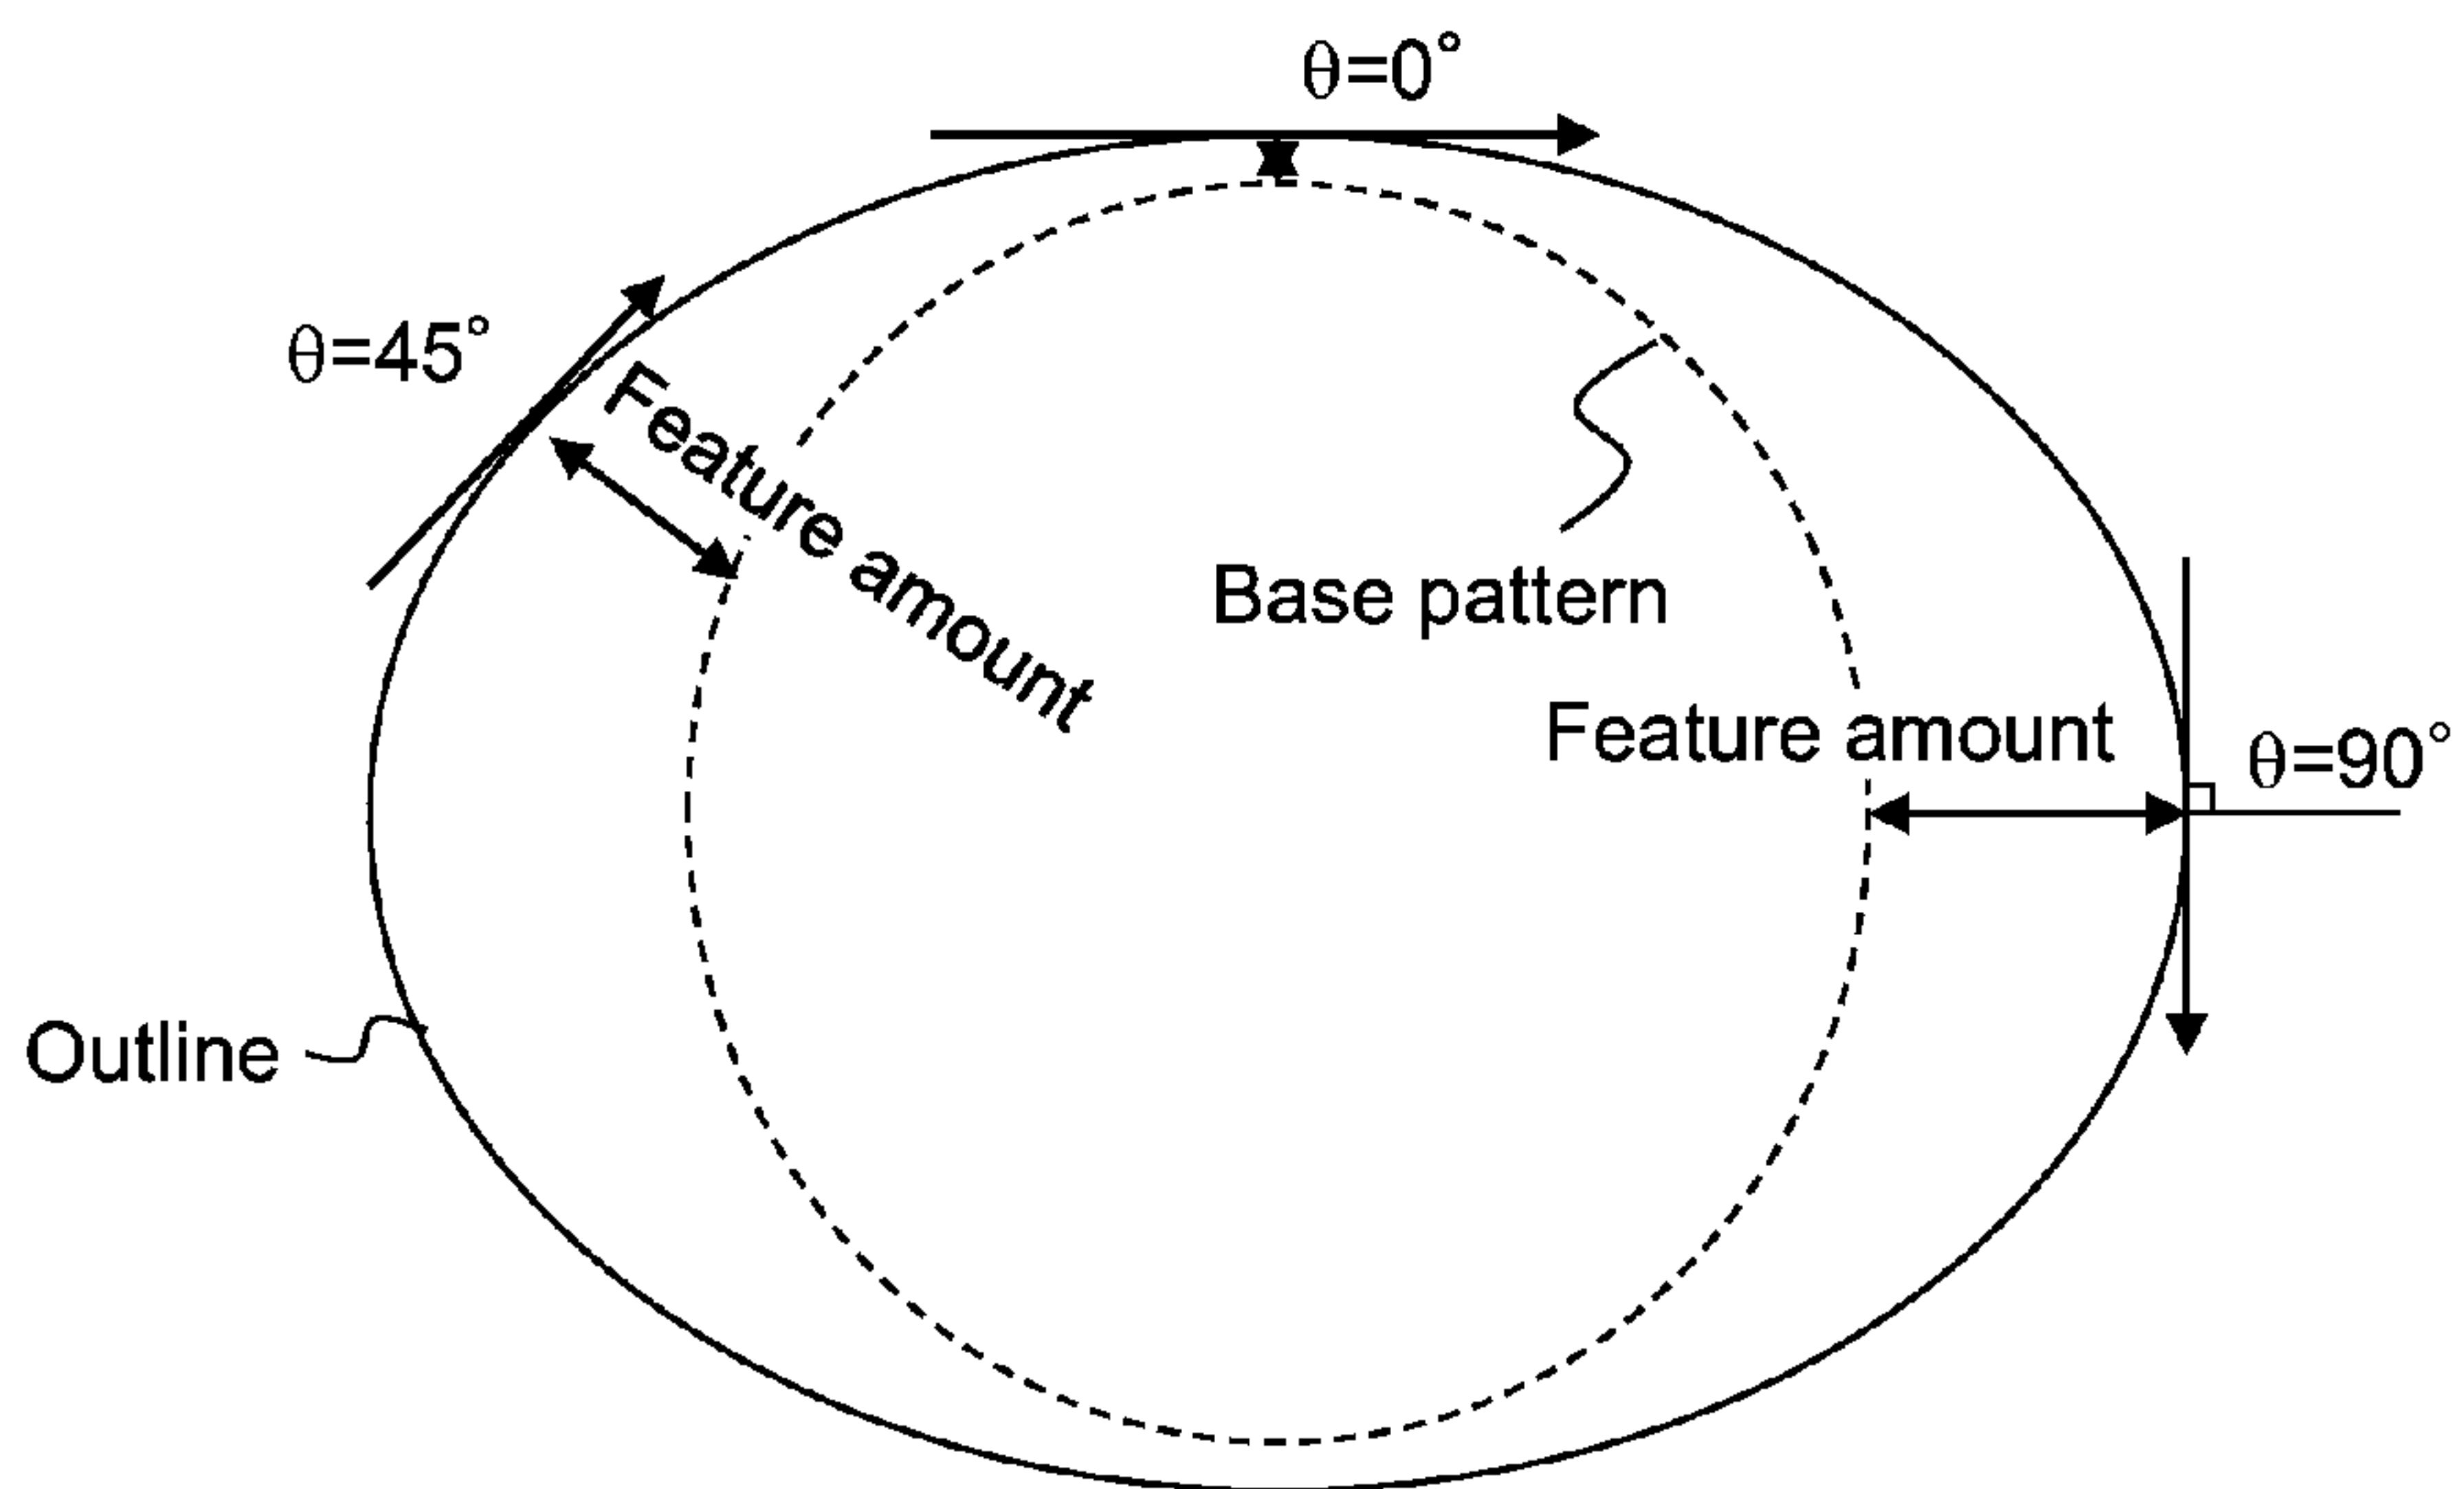 θ=0°
θ=45°
Feature amount
Base pattern
Feature amount
θ=90°
Outline